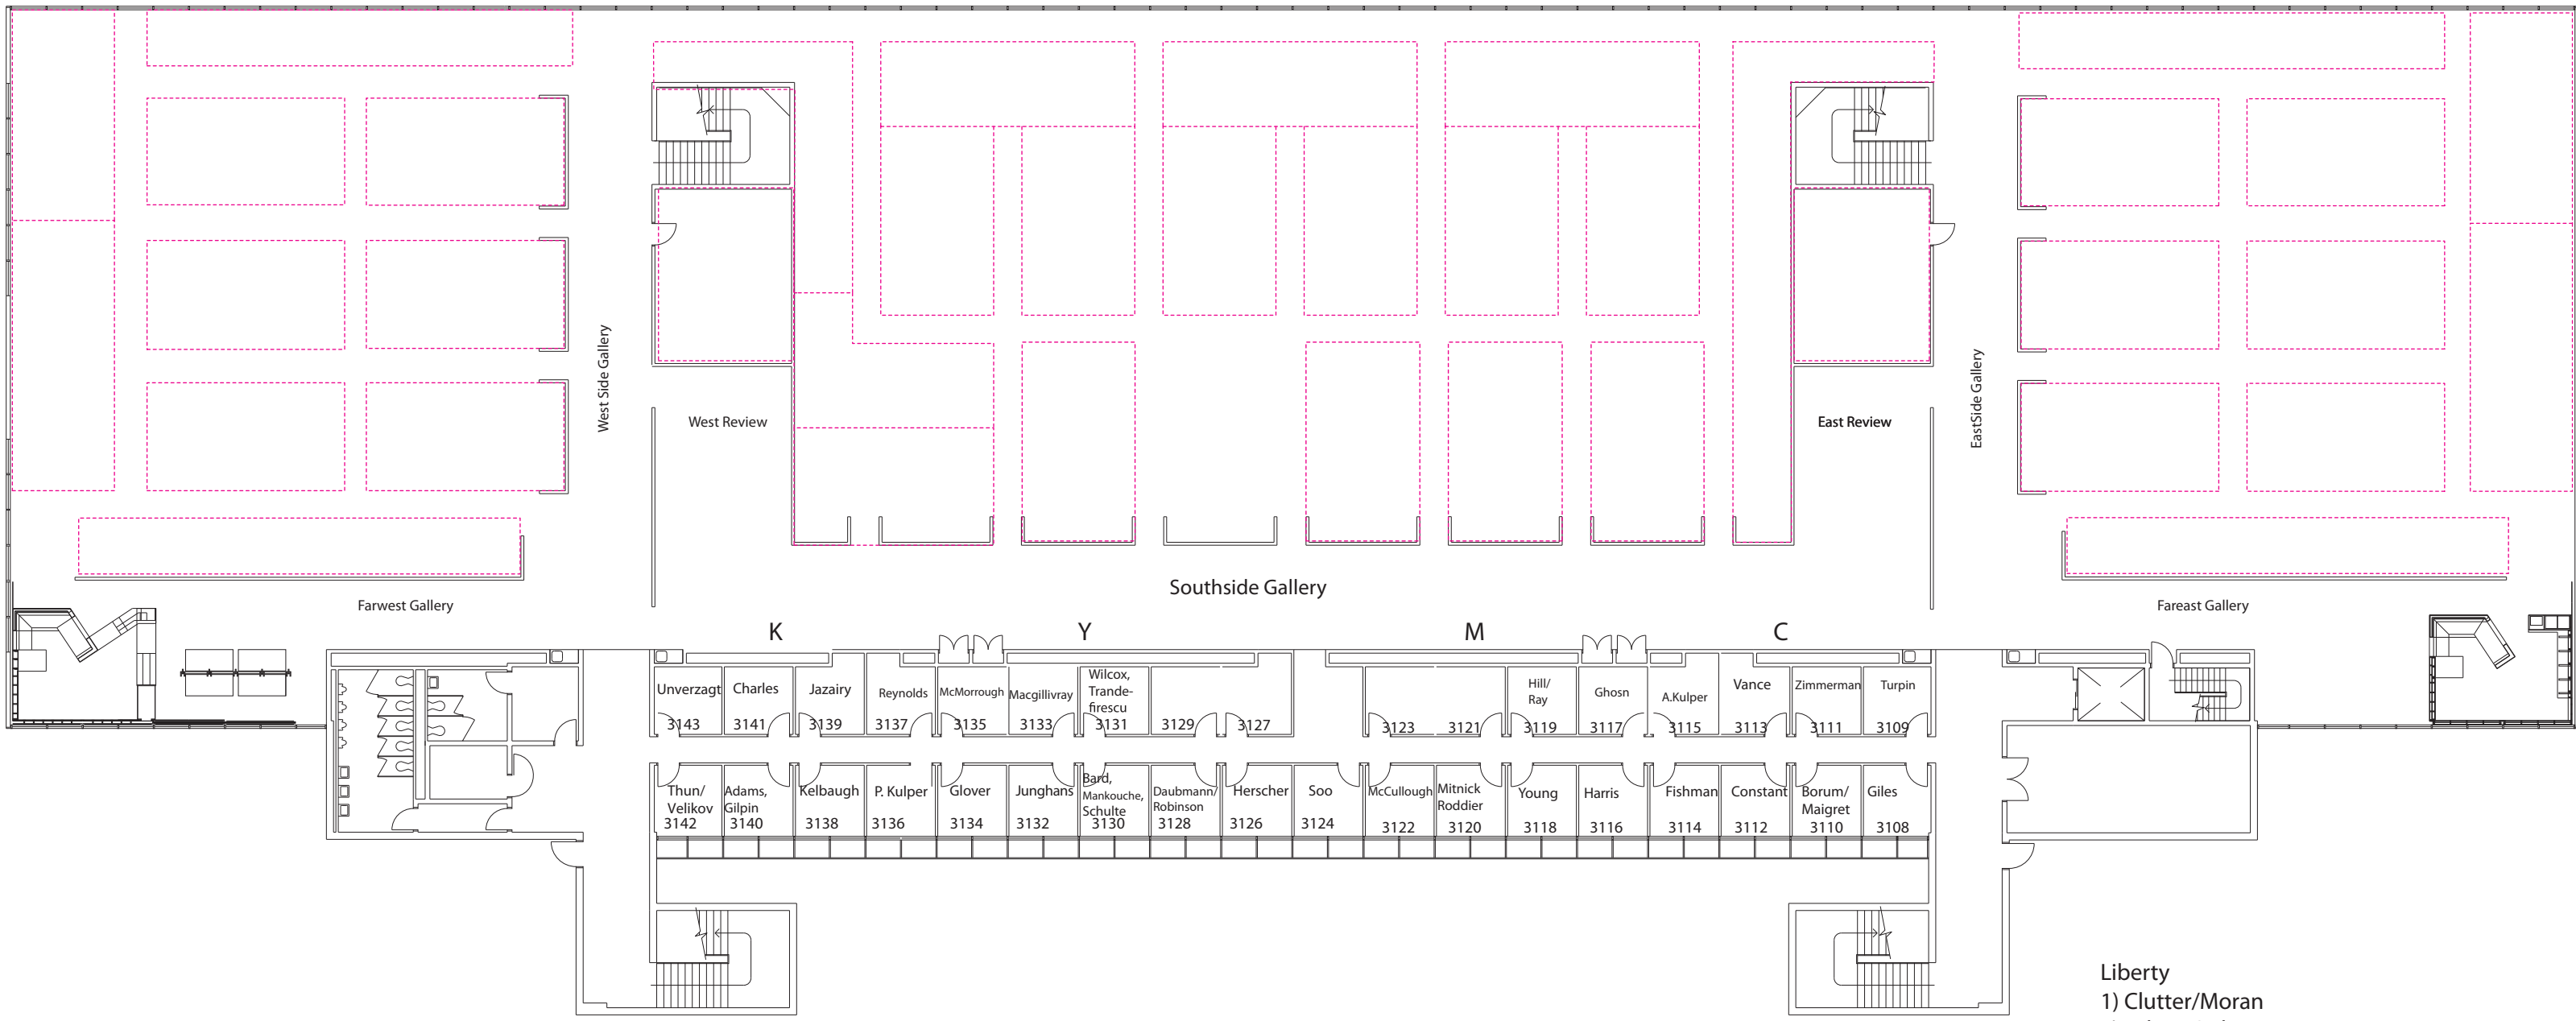 West Side Gallery
West Review
East Review
EastSide Gallery
Southside Gallery
Farwest Gallery
Fareast Gallery
K
Y
M
C
Unverzagt
3143
Charles
3141
Jazairy
3139
Reynolds
3137
McMorrough
3135
Macgillivray
3133
Wilcox,
Trande-
firescu
3131
3129
3127
3123
3121
Hill/
Ray
3119
Ghosn
3117
A.Kulper
3115
Vance
3113
Zimmerman
3111
Turpin
3109
Thun/
Velikov
3142
Adams,
Gilpin
3140
Kelbaugh
3138
P. Kulper
3136
Glover
3134
Junghans
3132
Bard,
Mankouche,
Schulte
3130
Daubmann/
Robinson
3128
Herscher
3126
Soo
3124
McCullough
3122
Mitnick
Roddier
3120
Young
3118
Harris
3116
Fishman
3114
Constant
3112
Borum/
Maigret
3110
Giles
3108
Liberty
1) Clutter/Moran